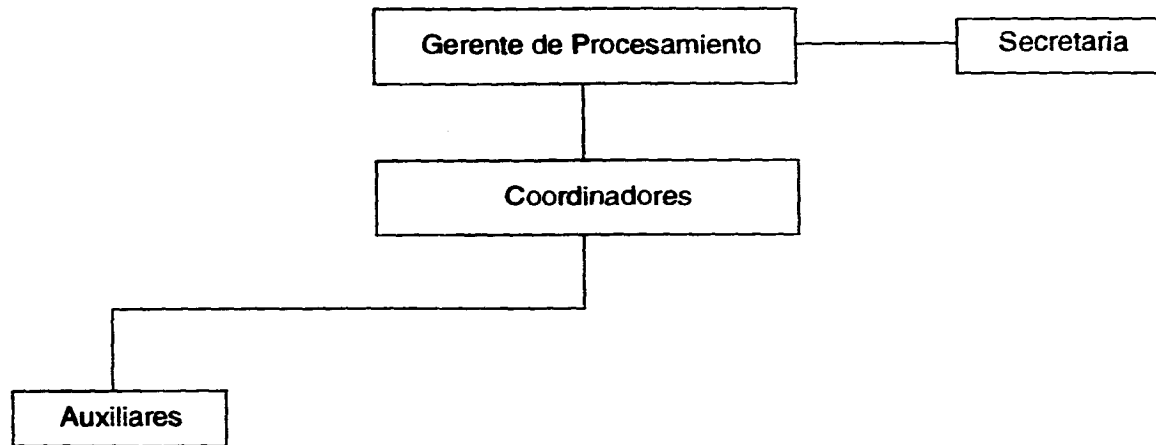 Gerente de Procesamiento
Secretaria
Coordinadores
Auxiliares